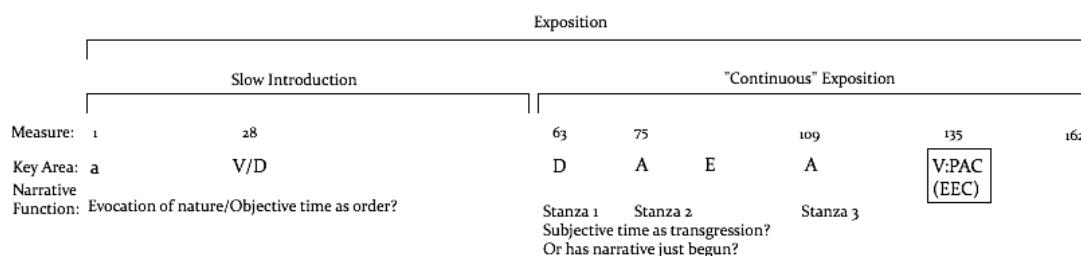 Exposition
Slow Introduction "Continuous" Exposition
Measure: 1 28 63 75 109 135 162
Key Area: a V/D D A E A V:PAC
(EEC)
Narrative
Function: Evocation of nature/Objective time as order?
Stanza 1 Stanza 2 Stanza 3
Subjective time as transgression?
Or has narrative just begun?